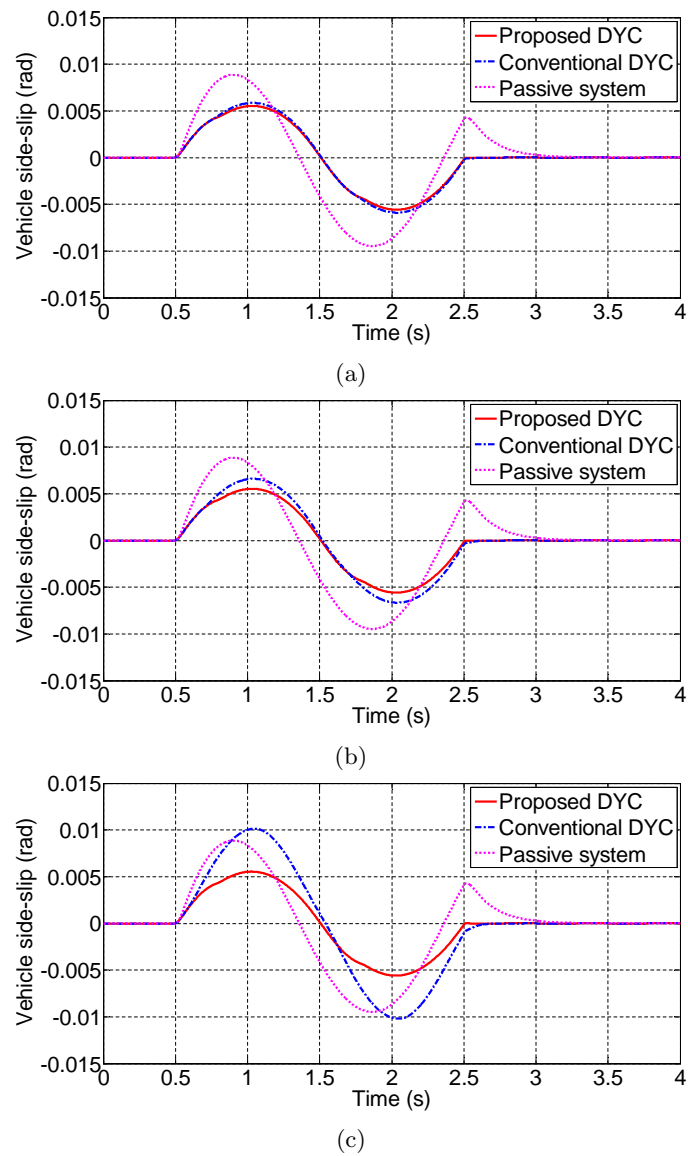 0.015
0.01
0.005
0
-0.005
-0.01
-0.015
Vehicle side-slip (rad)
Proposed DYC
Conventional DYC
Passive system
0 0.5 1 1.5 2 2.5 3 3.5 4
Time (s)
(a)
0.015
0.01
0.005
0
-0.005
-0.01
-0.015
Vehicle side-slip (rad)
Proposed DYC
Conventional DYC
Passive system
0 0.5 1 1.5 2 2.5 3 3.5 4
Time (s)
(b)
0.015
0.01
0.005
0
-0.005
-0.01
-0.015
Vehicle side-slip (rad)
Proposed DYC
Conventional DYC
Passive system
0 0.5 1 1.5 2 2.5 3 3.5 4
Time (s)
(c)